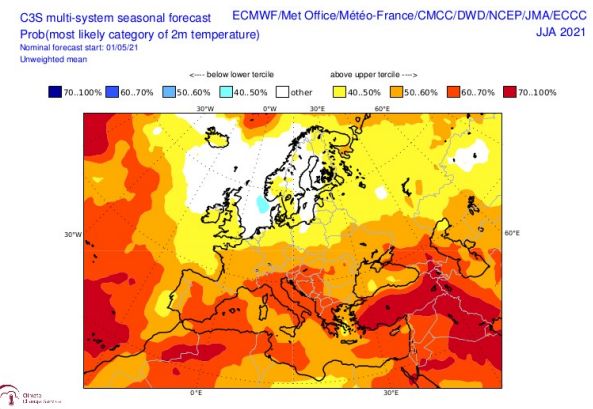 C3S multi-system seasonal forecast
ECMWF/Met Office/Météo-France/CMCC/DWD/NCEP/JMA/ECCC
Prob(most likely category of 2m temperature)
JJA 2021
Nominal forecast start: 01/05/21
Unweighted mean
<---- below lower tercile
above upper tercile ---->
70..100%
60..70%
50..60%
40..50%
other
40..50%
50..60%
60..70%
70..100%
30°W
0°W
30°E
60°E
30°W
60°E
0°E
30°E
Climate
Change Service